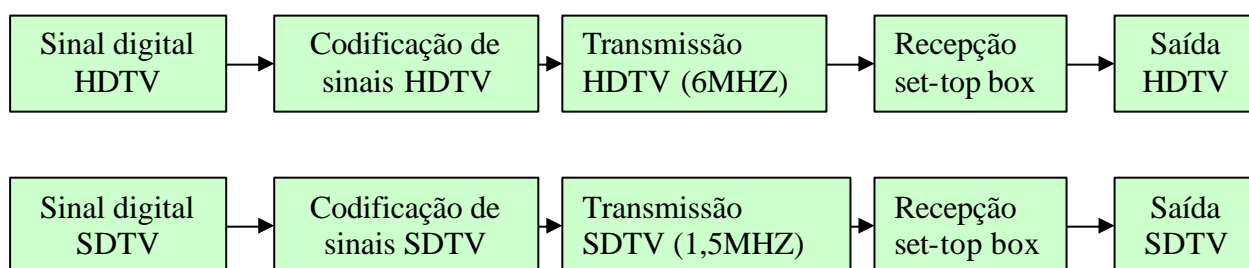 Sinal digital
HDTV
Codificação de
sinais HDTV
Transmissão
HDTV (6MHZ)
Recepção
set-top box
Saída
HDTV
Sinal digital
SDTV
Codificação de
sinais SDTV
Transmissão
SDTV (1,5MHZ)
Recepção
set-top box
Saída
SDTV